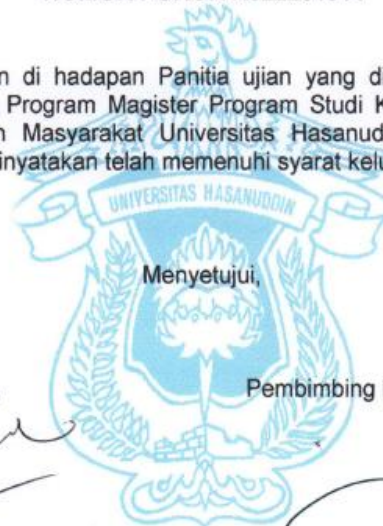 n di hadapan Panitia ujian yang d
Program Magister Program Studi K
n Masyarakat Universitas Hasanud
inyatakan telah memenuhi syarat kelu
UNIVERSITAS HASANUDDIN
Menyetujui,
Pembimbing